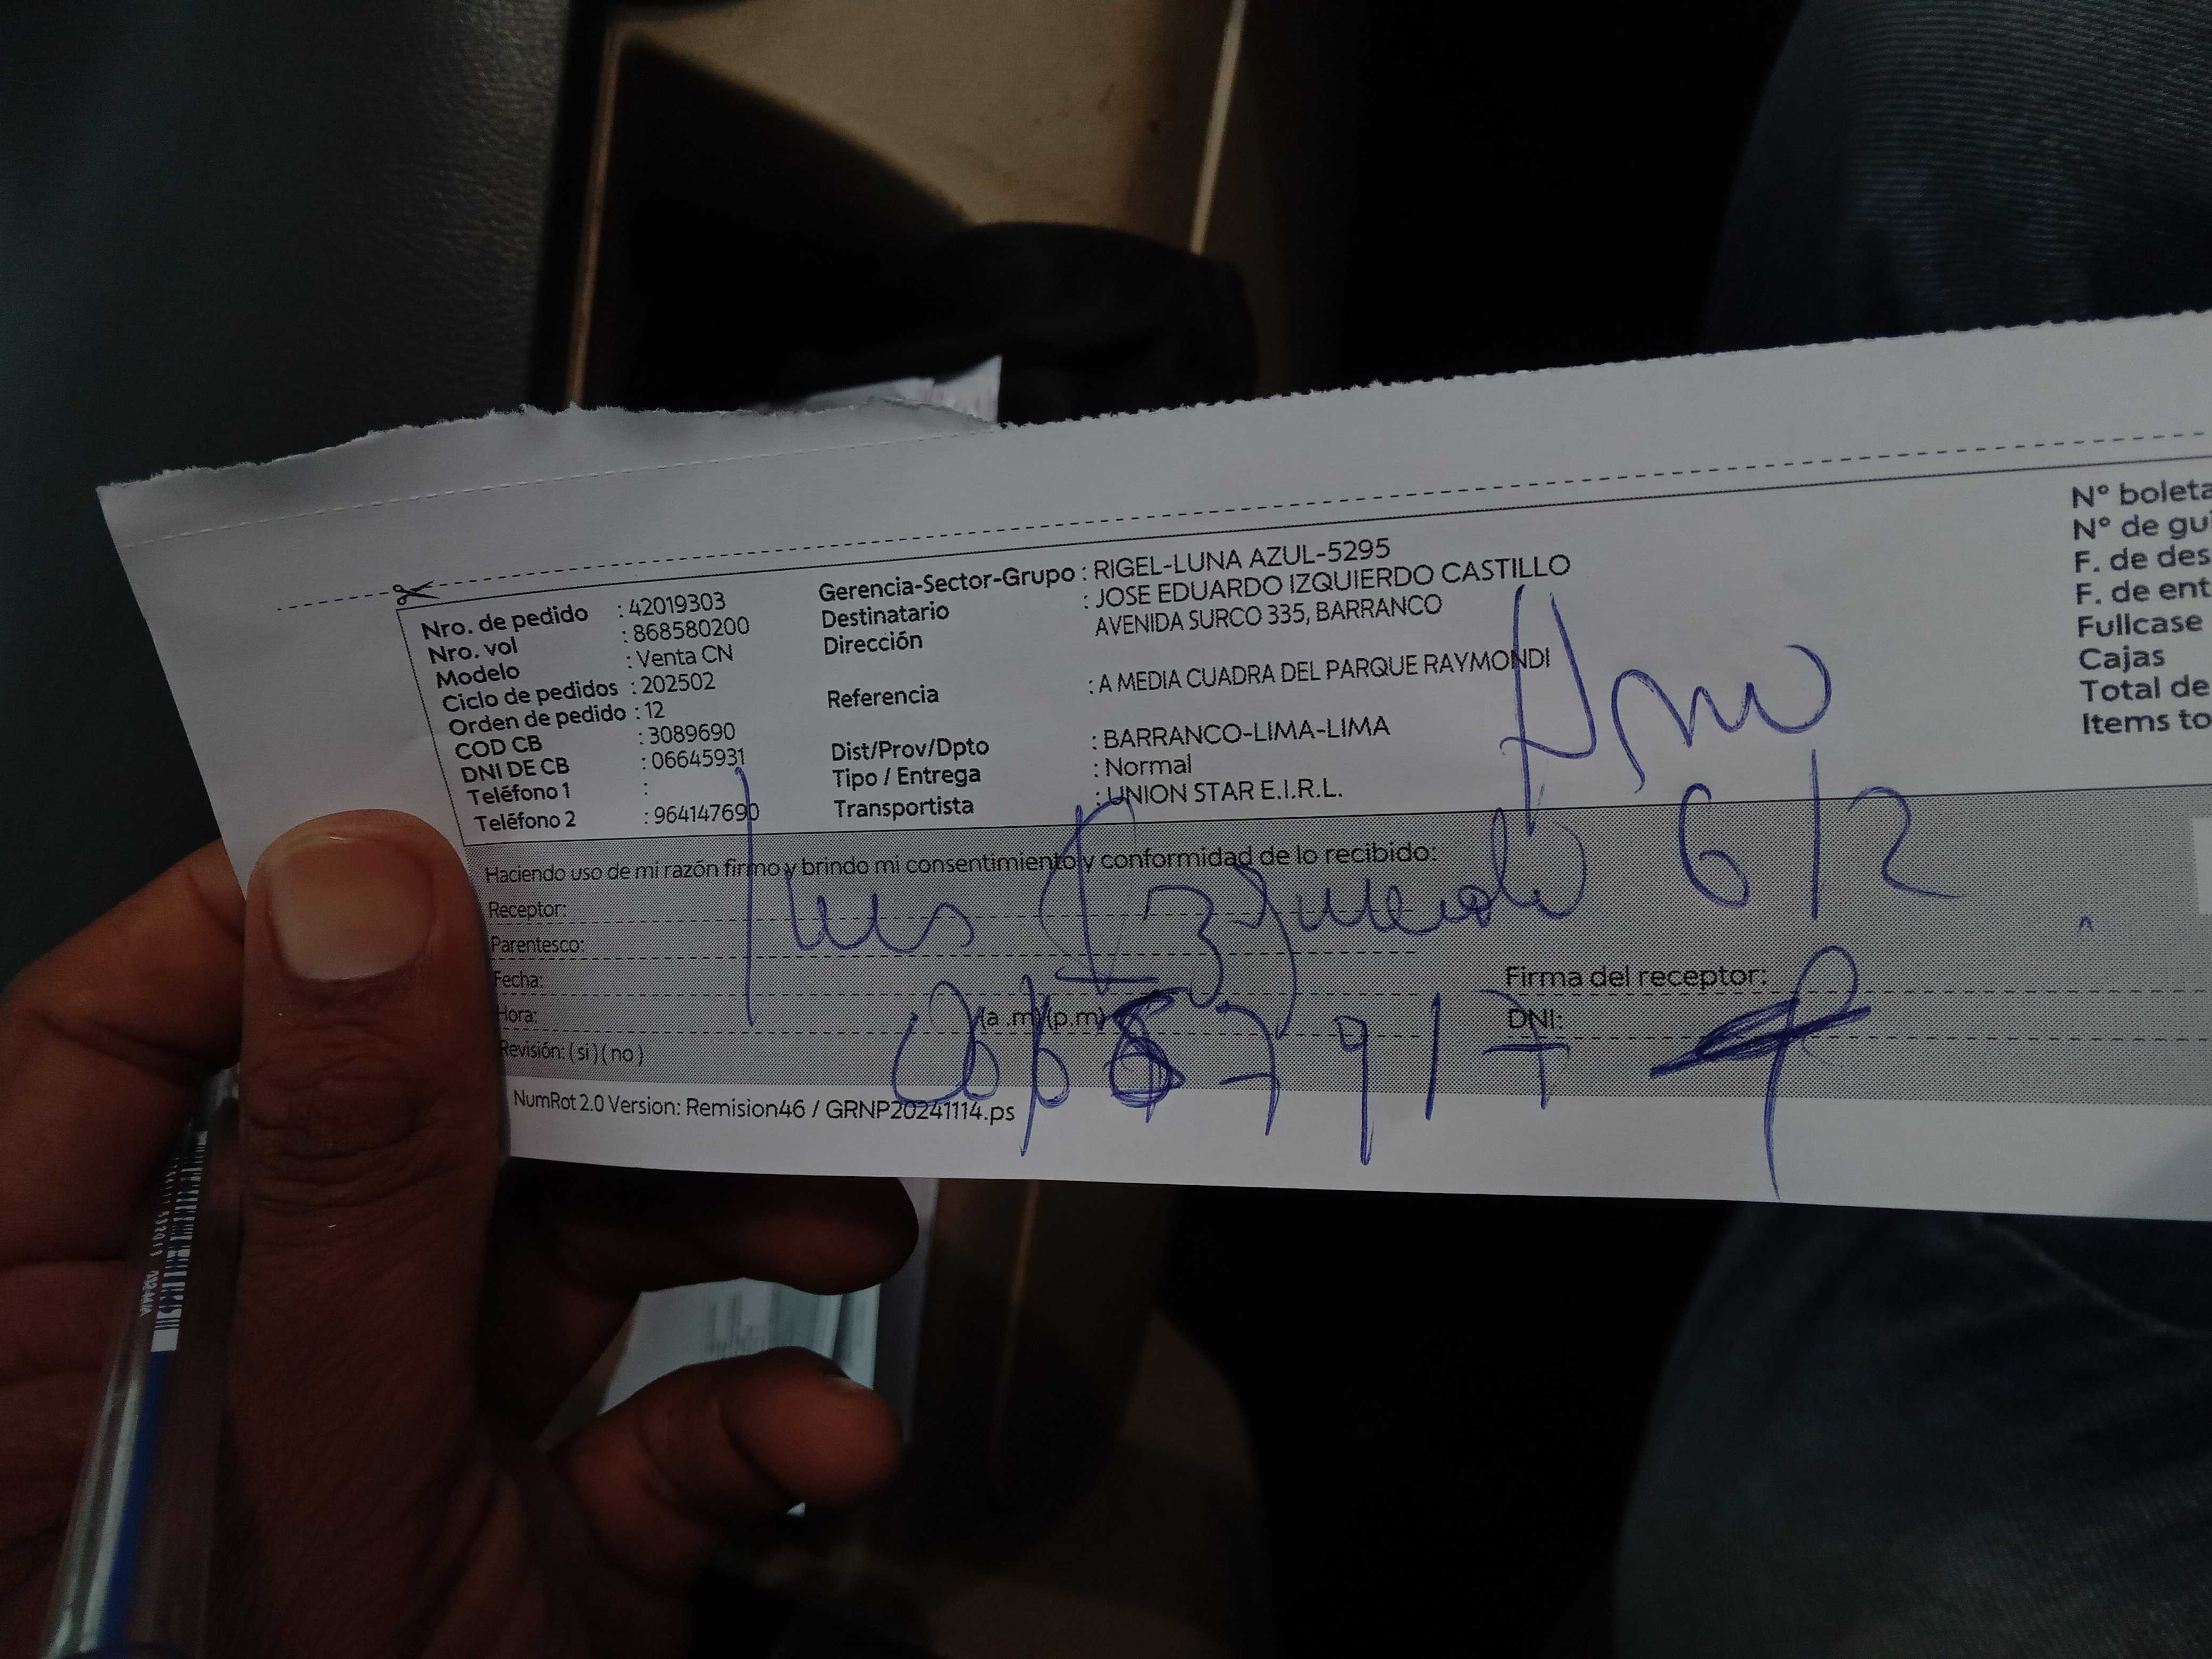 Nro. de pedido : 42019303
Nro. vol : 868580200
Modelo : Venta CN
Ciclo de pedidos : 202502
Orden de pedido : 12
COD CB : 3089690
DNI DE CB : 06645931
Teléfono 1 :
Teléfono 2 : 964147690
Gerencia-Sector-Grupo : RIGEL-LUNA AZUL-5295
Destinatario : JOSE EDUARDO IZQUIERDO CASTILLO
Dirección AVENIDA SURCO 335, BARRANCO
Referencia : A MEDIA CUADRA DEL PARQUE RAYMONDI
Dist/Prov/Dpto : BARRANCO-LIMA-LIMA
Tipo / Entrega : Normal
Transportista : UNION STAR E.I.R.L.
N° boleta
N° de gui
F. de des
F. de ent
Fullcase
Cajas
Total de
Items to
6/2
Haciendo uso de mi razón firmo y brindo mi consentimiento y conformidad de lo recibido:
Receptor:
Izquierdo
Parentesco:
Fecha:
Hora: (a .m)(p.m)
Revisión: (si) (no)
Firma del receptor:
DNI:
NumRot 2.0 Version: Remision46 / GRNP20241114.ps